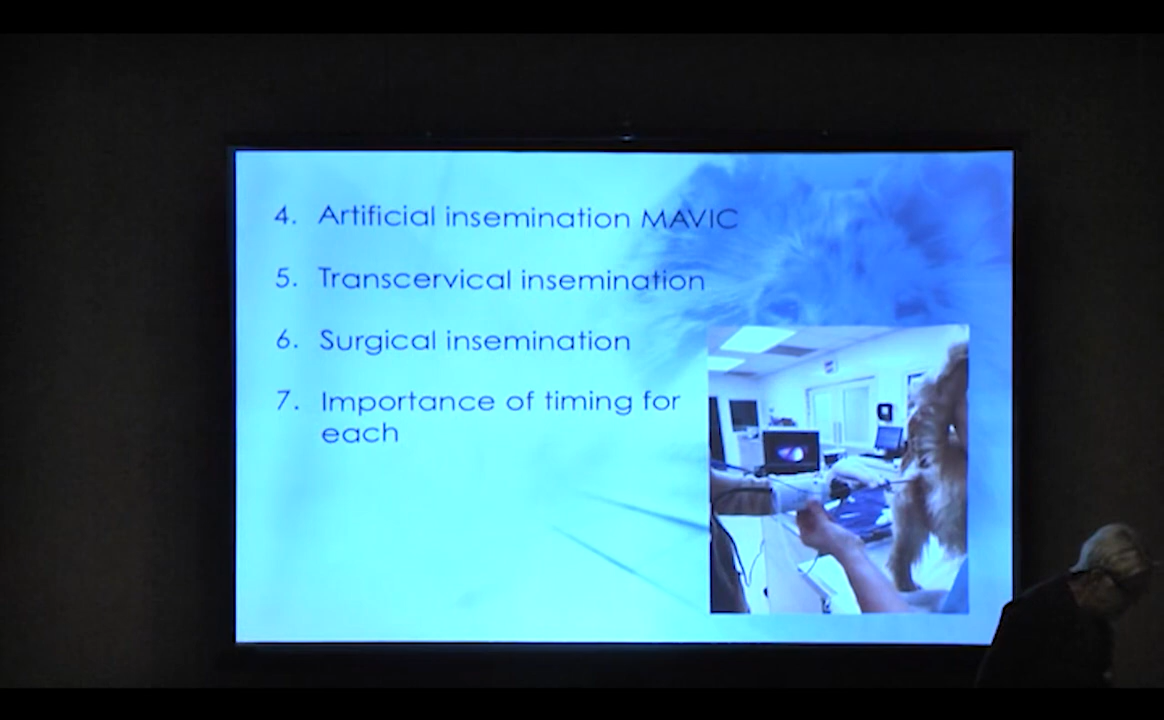 4. Artificial insemination MAVIC
5. Transcervical insemination
6. Surgical insemination
7. Importance of timing for
each